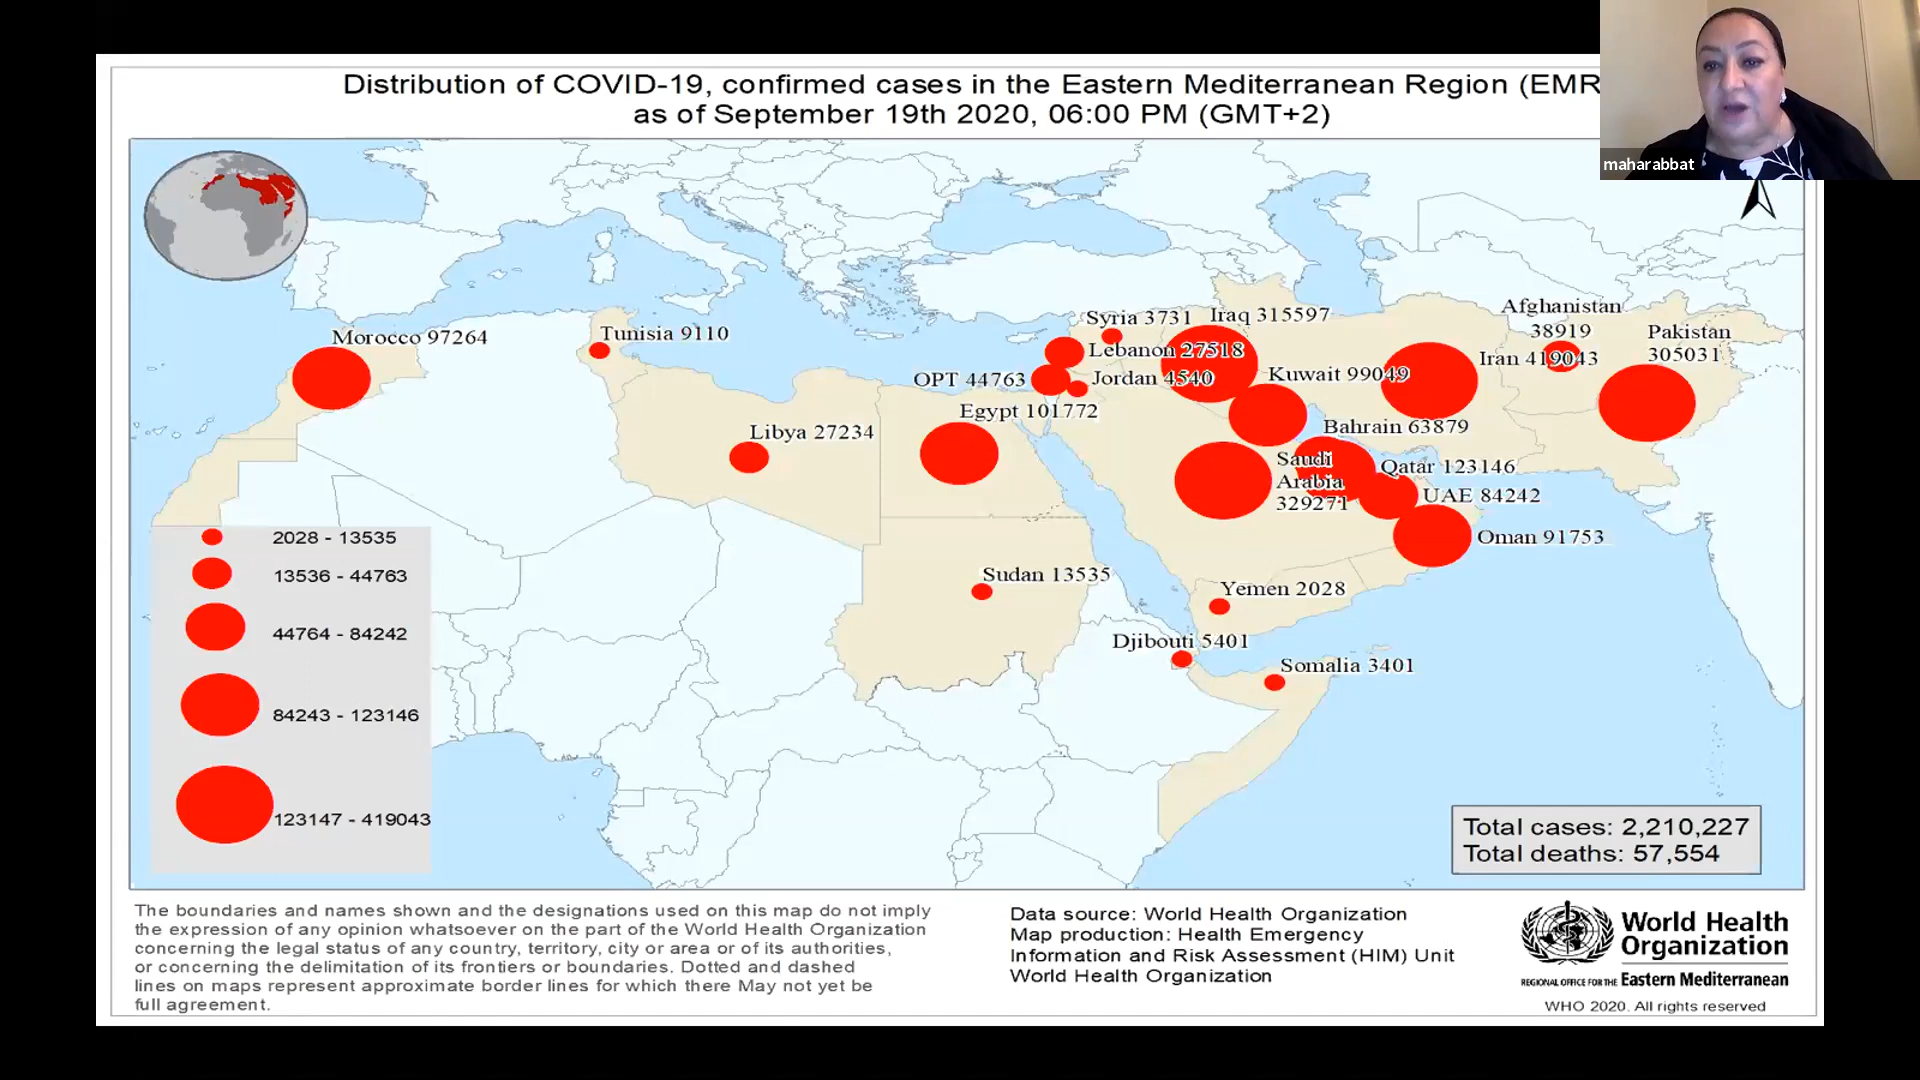 Distribution of COVID-19, confirmed cases in the Eastern Mediterranean Region (EMR
as of September 19th 2020, 06:00 PM (GMT+2)
maharabbat
Morocco 97264
Tunisia 9110
Libya 27234
Egypt 101772
OPT 44763
Syria 3731
Lebanon 27518
Jordan 4540
Iraq 315597
Kuwait 99049
Afghanistan
38919
Iran 419043
Pakistan
305031
Bahrain 63879
Saudi
Arabia
329271
Qatar 123146
UAE 84242
Oman 91753
Sudan 13535
Yemen 2028
Djibouti 5401
Somalia 3401
2028 - 13535
13536 - 44763
44764 - 84242
84243 - 123146
123147 - 419043
Total cases: 2,210,227
Total deaths: 57,554
The boundaries and names shown and the designations used on this map do not imply
the expression of any opinion whatsoever on the part of the World Health Organization
concerning the legal status of any country, territory, city or area or of its authorities,
or concerning the delimitation of its frontiers or boundaries. Dotted and dashed
lines on maps represent approximate border lines for which there May not yet be
full agreement.
Data source: World Health Organization
Map production: Health Emergency
Information and Risk Assessment (HIM) Unit
World Health Organization
World Health
Organization
REGIONAL OFFICE FOR THE Eastern Mediterranean
WHO 2020. All rights reserved